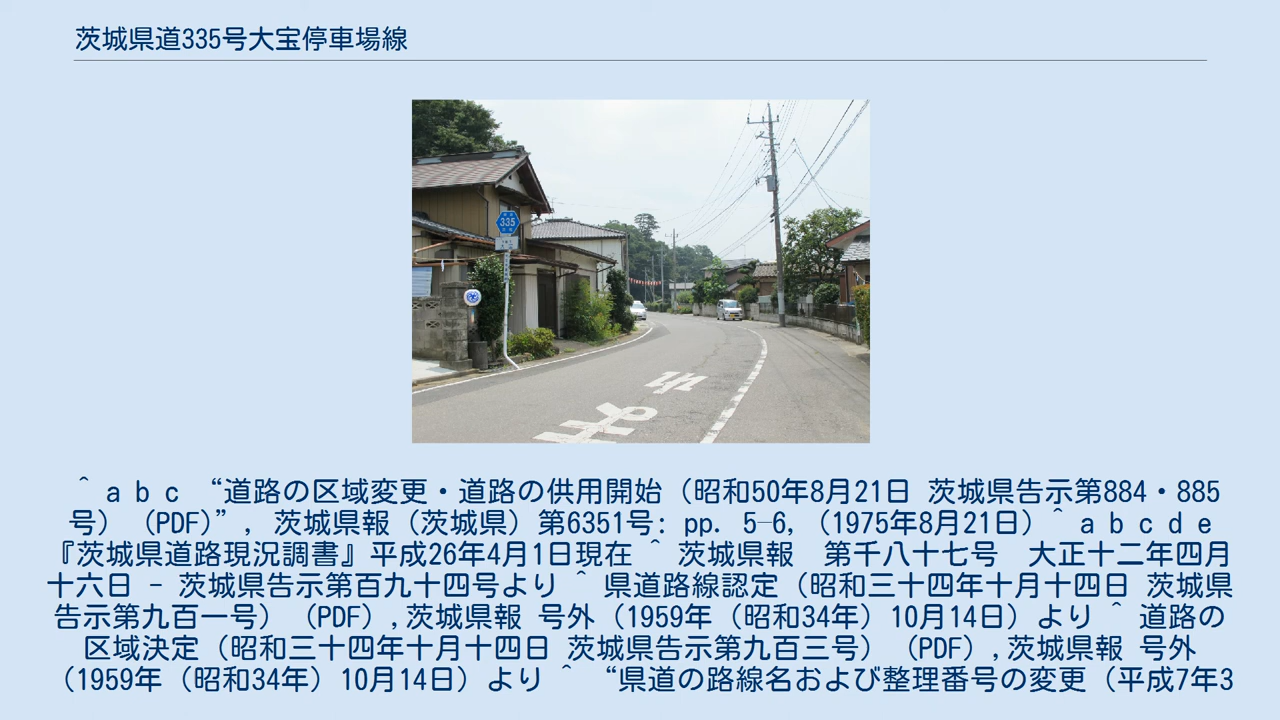 茨城県道335号大宝停車場線
335
^ a b c “道路の区域変更・道路の供用開始（昭和50年8月21日 茨城県告示第884・885
号）（PDF）”, 茨城県報（茨城県）第6351号: pp. 5–6,（1975年8月21日）^ a b c d e
『茨城県道路現況調書』平成26年4月1日現在 ^ 茨城県報　第千八十七号　大正十二年四月
十六日 - 茨城県告示第百九十四号より ^ 県道路線認定（昭和三十四年十月十四日 茨城県
告示第九百一号）（PDF）,茨城県報 号外（1959年（昭和34年）10月14日）より ^ 道路の
区域決定（昭和三十四年十月十四日 茨城県告示第九百三号）（PDF）,茨城県報 号外
（1959年（昭和34年）10月14日）より ^ “県道の路線名および整理番号の変更（平成7年3